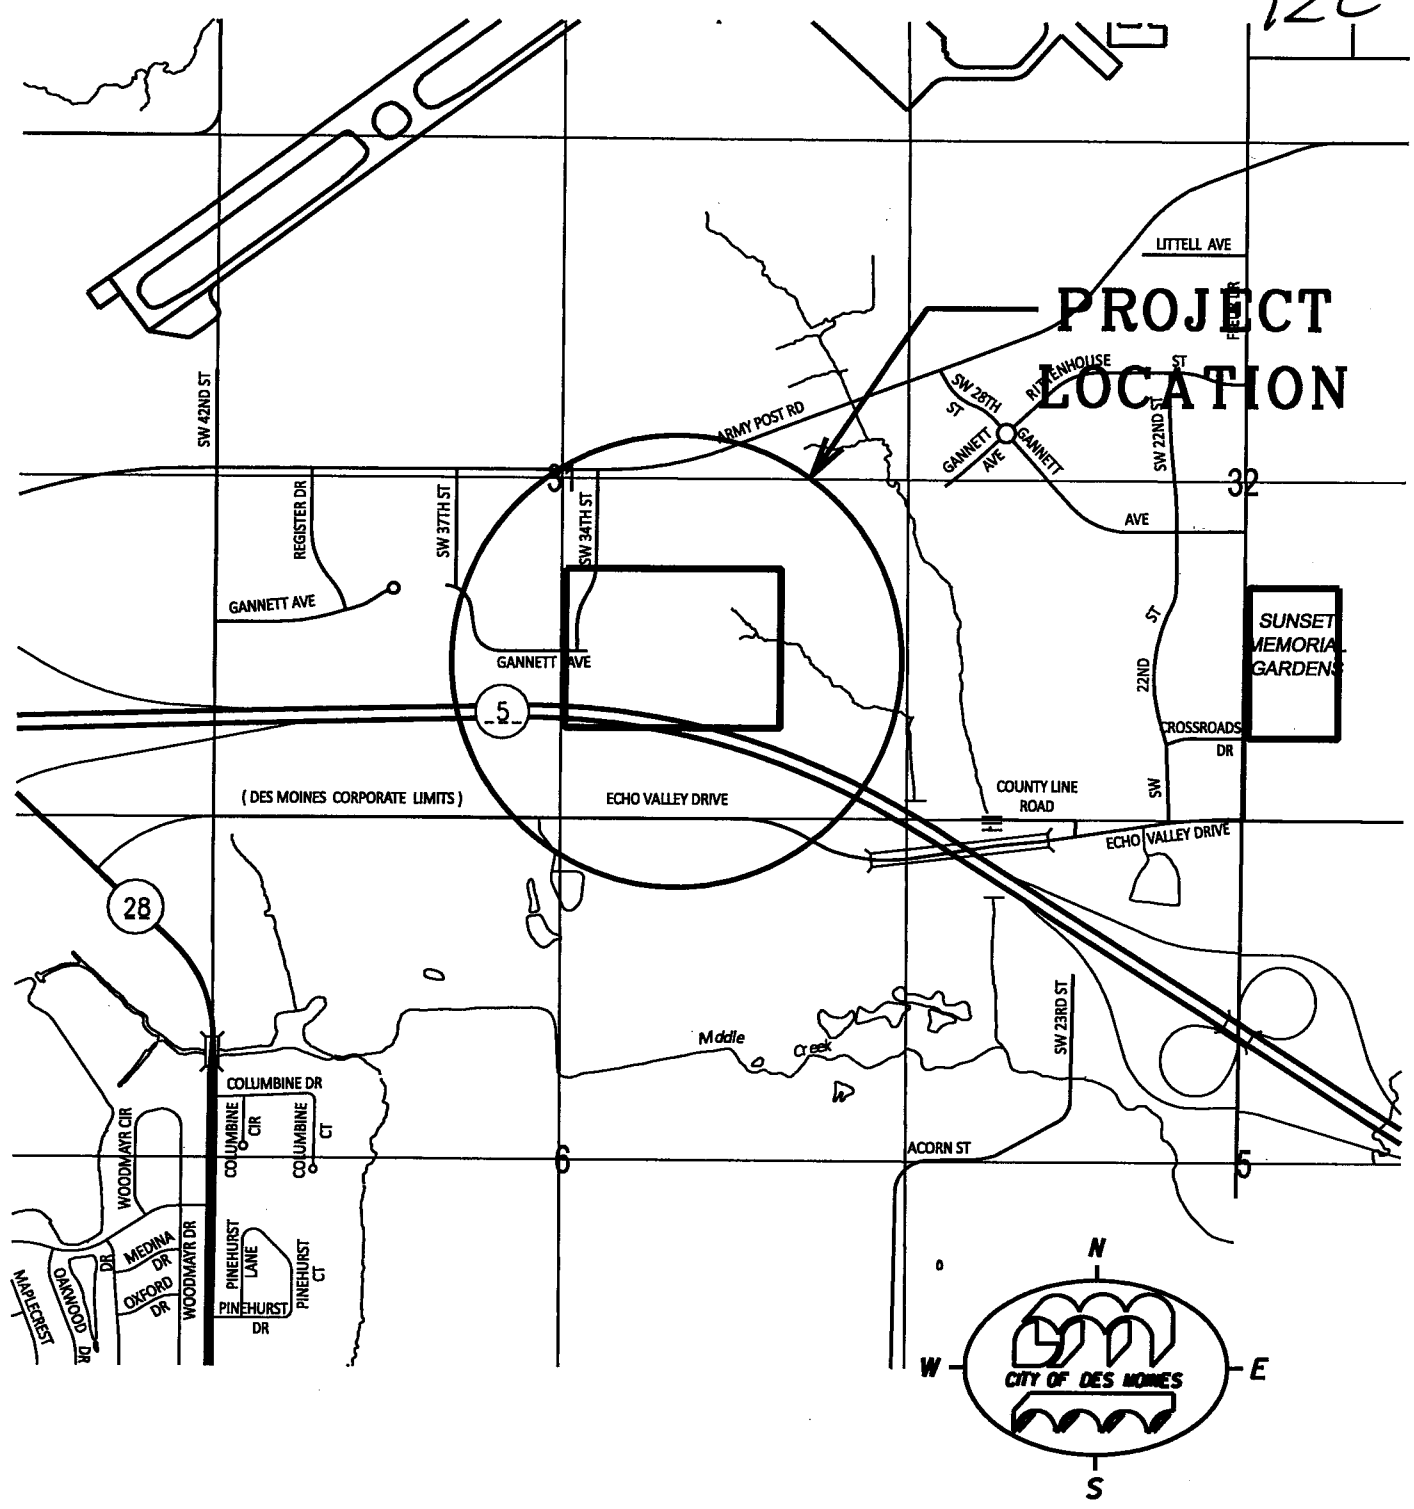 12C
LITTELL AVE
FLEUR DR
PROJECT
LOCATION
SW 42ND ST
ARMY POST RD
SW 28TH
ST
RITTENHOUSE
ST
GANNETT
AVE
GANNETT
AVE
SW 22ND ST
31
32
REGISTER DR
SW 37TH ST
SW 34TH ST
GANNETT AVE
GANNETT AVE
ST
22ND
SW
SUNSET
MEMORIAL
GARDENS
5
CROSSROADS
DR
( DES MOINES CORPORATE LIMITS )
ECHO VALLEY DRIVE
COUNTY LINE
ROAD
ECHO VALLEY DRIVE
28
Mddle
Creek
SW 23RD ST
COLUMBINE DR
COLUMBINE
CIR
COLUMBINE
CT
WOODMAYR CIR
ACORN ST
6
5
MEDINA
DR
OXFORD
DR
WOODMAYR DR
DR
OAKWOOD
DR
MAPLECREST
PINEHURST
LANE
PINEHURST
CT
PINEHURST
DR
N
W
E
CITY OF DES MOINES
S